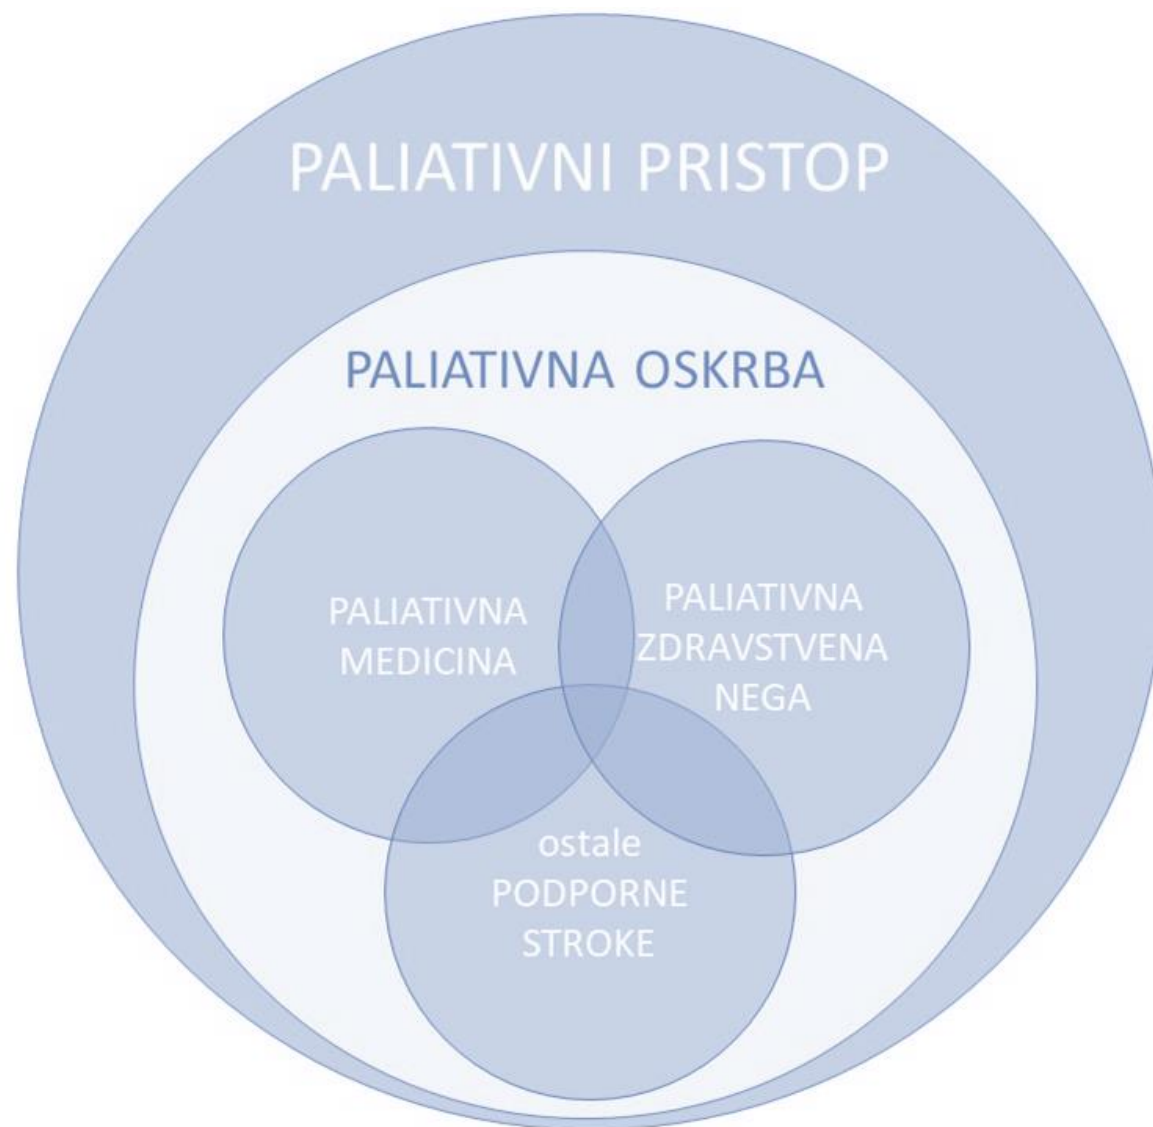 PALIATIVNI PRISTOP
PALIATIVNA OSKRBA
PALIATIVNA
MEDICINA
PALIATIVNA
ZDRAVSTVENA
NEGA
ostale
PODPORNE
STROKE